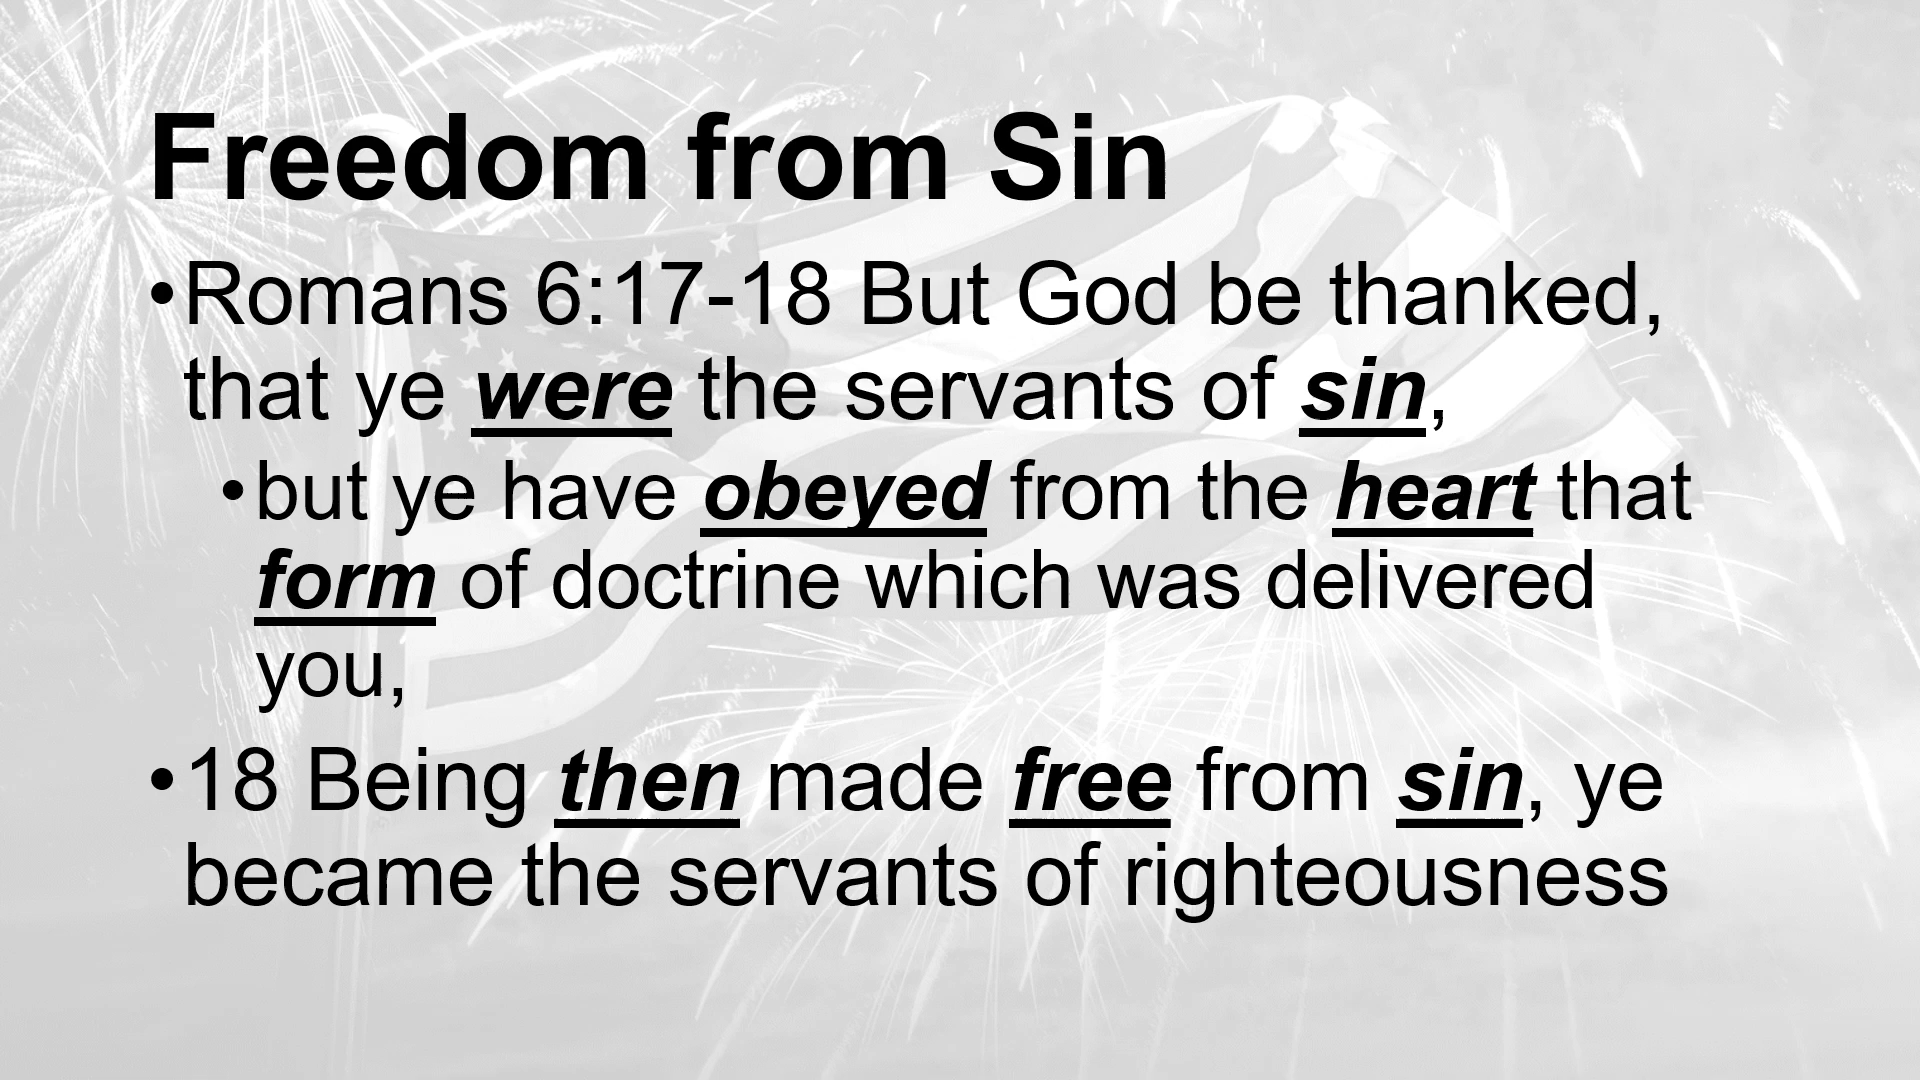 Freedom from Sin
•Romans 6:17-18 But God be thanked,
that ye were the servants of sin,
•but ye have obeyed from the heart that
form of doctrine which was delivered
you,
•18 Being then made free from sin, ye
became the servants of righteousness